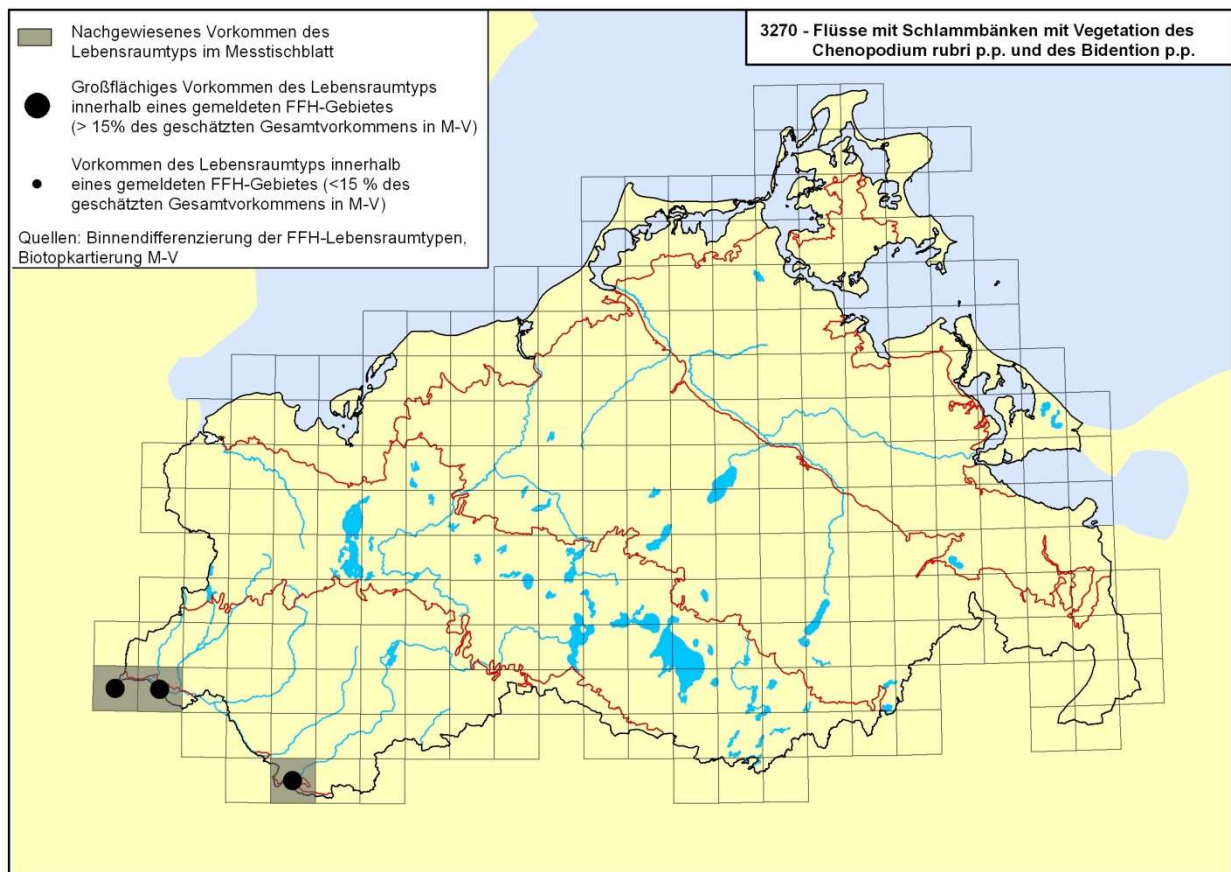 Nachgewiesenes Vorkommen des
Lebensraumtyps im Messtischblatt
Großflächiges Vorkommen des Lebensraumtyps
innerhalb eines gemeldeten FFH-Gebietes
(> 15% des geschätzten Gesamtvorkommens in M-V)
Vorkommen des Lebensraumtyps innerhalb
eines gemeldeten FFH-Gebietes (<15 % des
geschätzten Gesamtvorkommens in M-V)
Quellen: Binnendifferenzierung der FFH-Lebensraumtypen,
Biotopkartierung M-V
3270 - Flüsse mit Schlammbänken mit Vegetation des
Chenopodium rubri p.p. und des Bidention p.p.